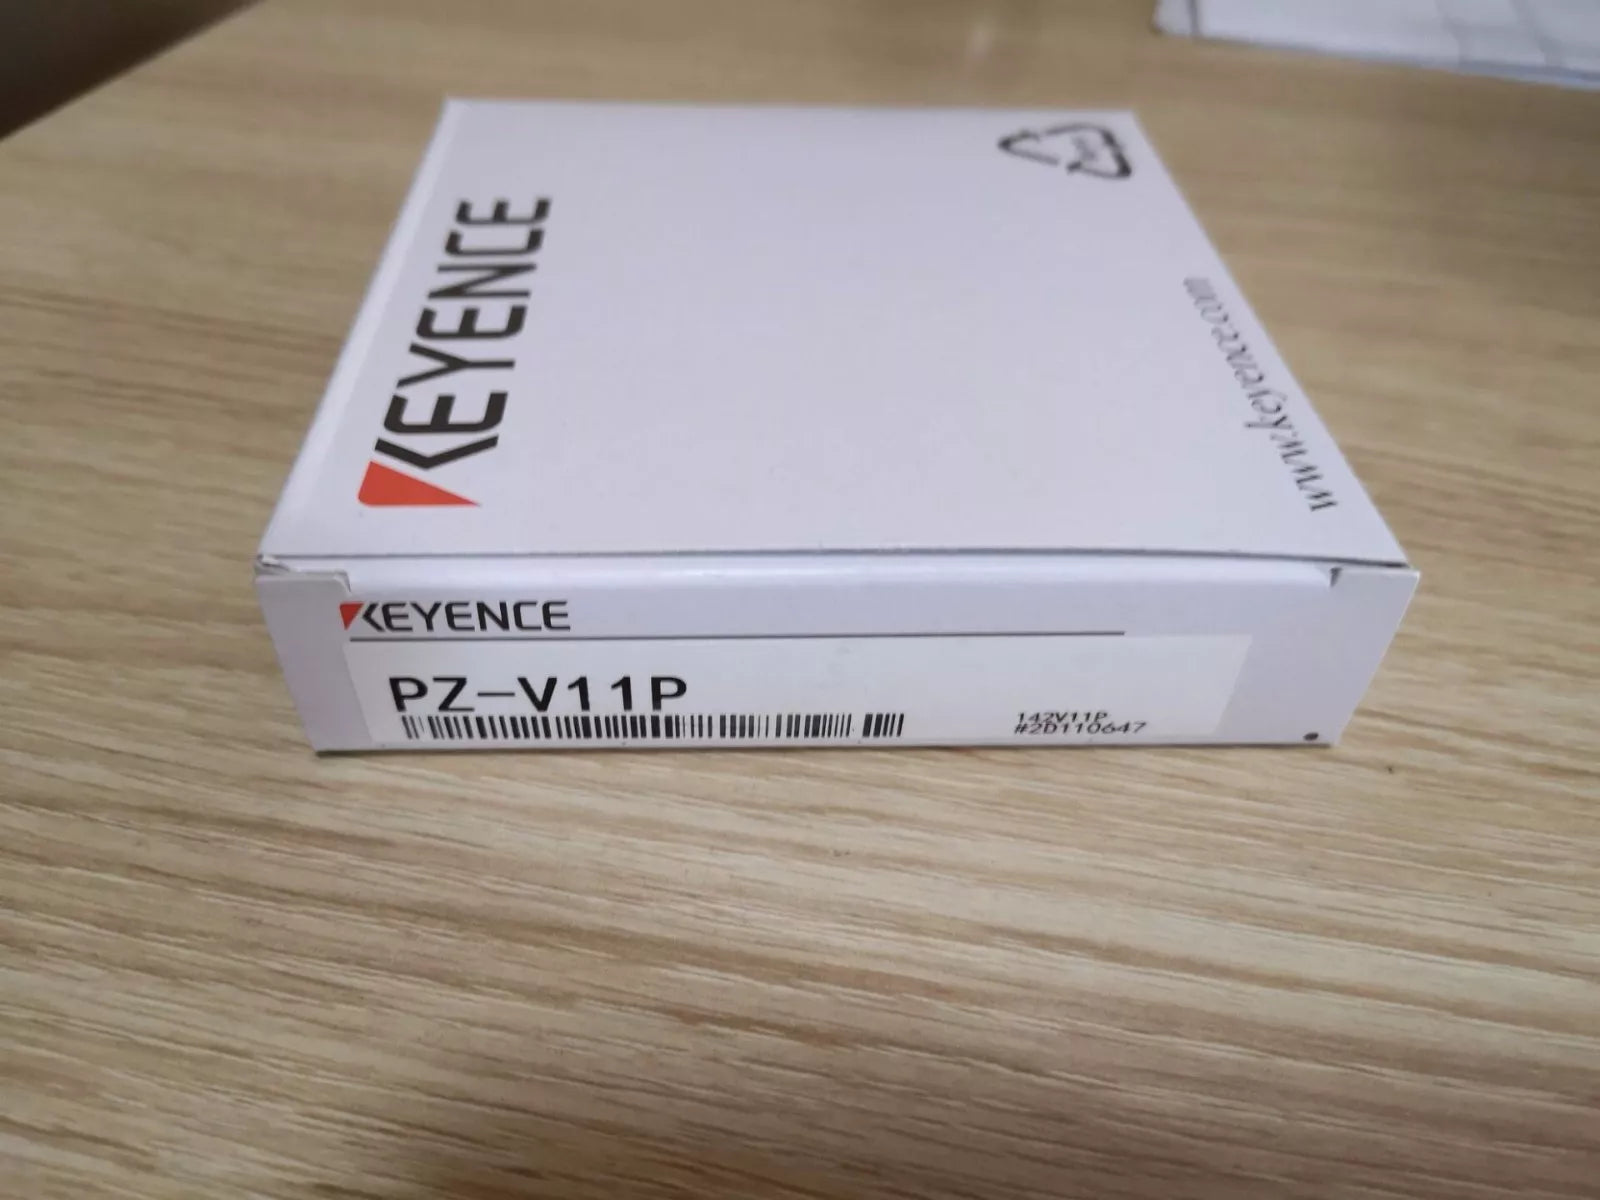 KEYENCE
www.keyence.com
KEYENCE
PZ-V11P
142V11P
#2D110647